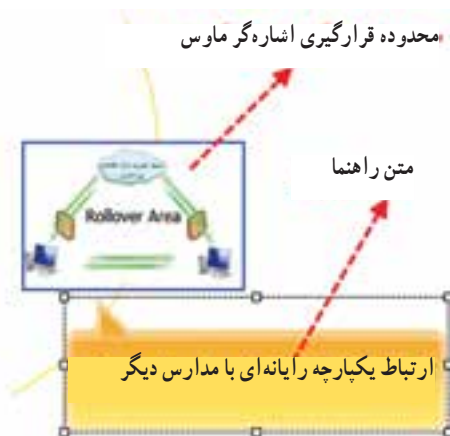 محدوده قرارگیری اشاره‌گر ماوس
متن راهنما
Rollover Area
ارتباط یکپارچه رایانه‌ای با مدارس دیگر